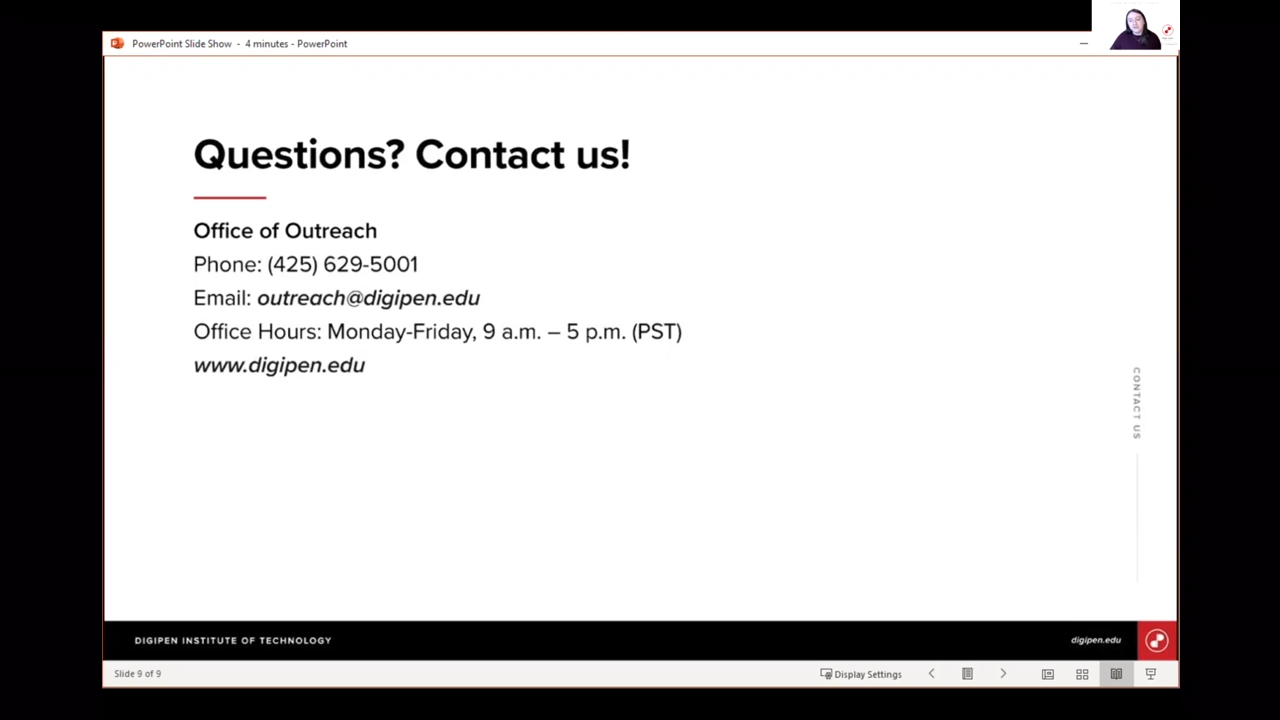 PowerPoint Slide Show - 4 minutes - PowerPoint
Questions? Contact us!
Office of Outreach
Phone: (425) 629-5001
Email: outreach@digipen.edu
Office Hours: Monday-Friday, 9 a.m. – 5 p.m. (PST)
www.digipen.edu
CONTACT US
DIGIPEN INSTITUTE OF TECHNOLOGY
digipen.edu
Slide 9 of 9
Display Settings